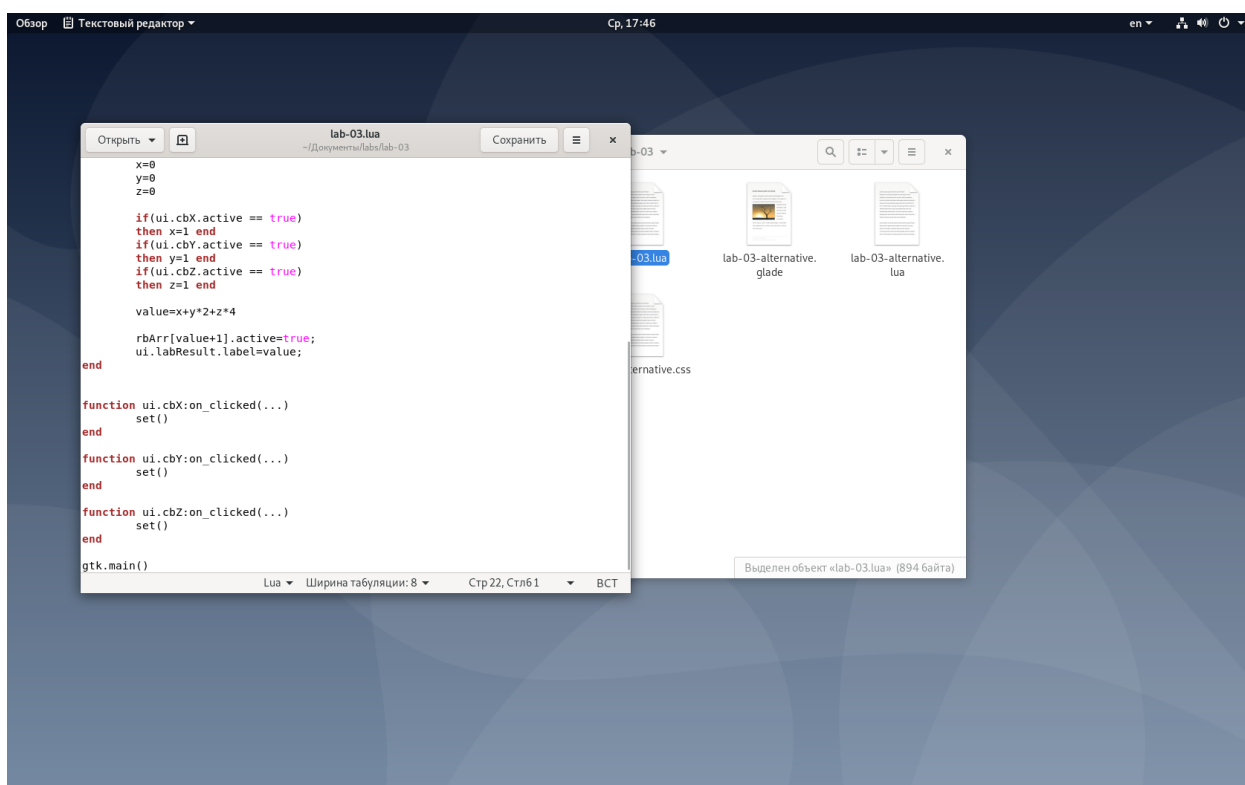 Обзор Текстовый редактор Ср, 17:46 en
Открыть lab-03.lua Сохранить
~/Документы/labs/lab-03
x=0
y=0
z=0
if(ui.cbX.active == true)
then x=1 end
if(ui.cbY.active == true)
then y=1 end
if(ui.cbZ.active == true)
then z=1 end
value=x+y*2+z*4
rbArr[value+1].active=true;
ui.labResult.label=value;
end
function ui.cbX:on_clicked(...)
set()
end
function ui.cbY:on_clicked(...)
set()
end
function ui.cbZ:on_clicked(...)
set()
end
gtk.main()
Lua Ширина табуляции: 8 Стр 22, Стлб 1 ВСТ
b-03
-03.lua
lab-03-alternative.
glade
lab-03-alternative.
lua
ternative.css
Выделен объект «lab-03.lua» (894 байта)